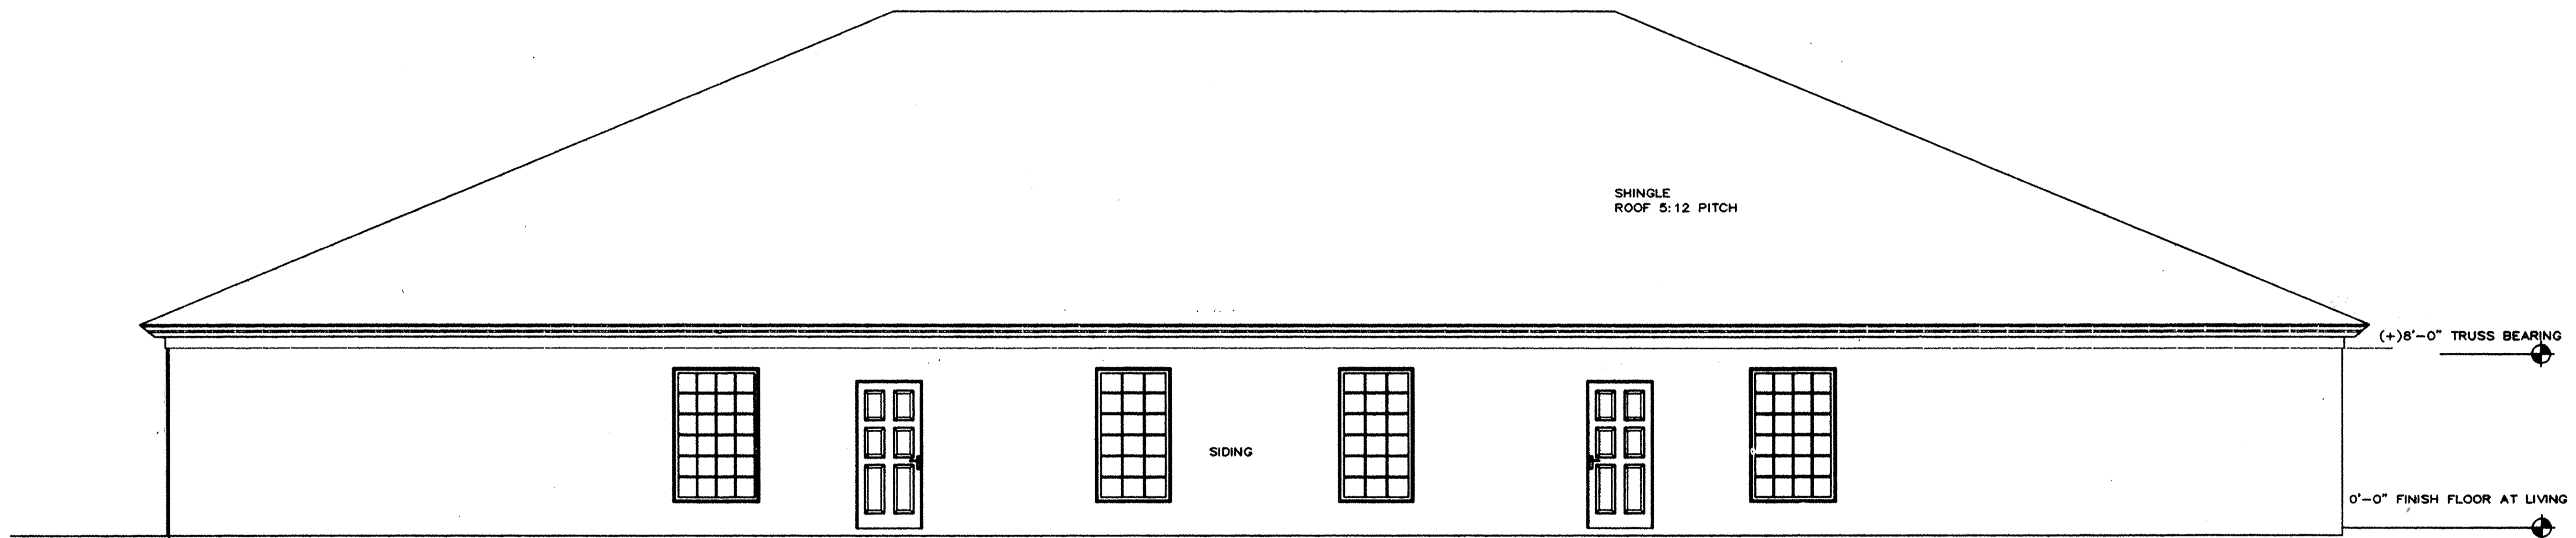 SHINGLE
ROOF 5:12 PITCH
(+)8'-0" TRUSS BEARING
SIDING
0'-0" FINISH FLOOR AT LIVING